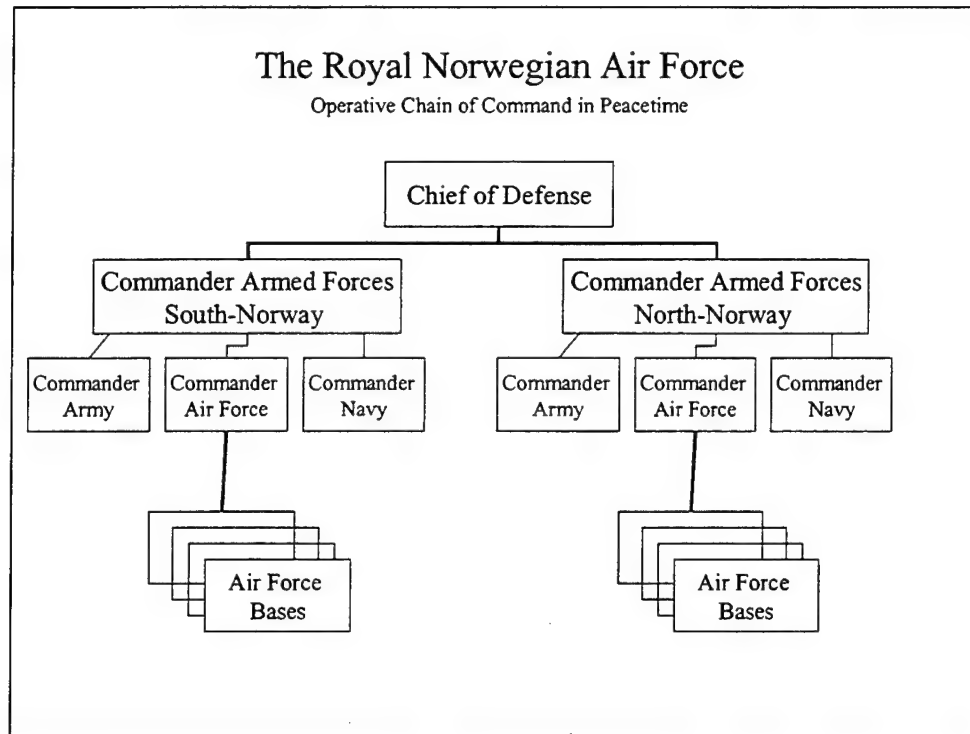 The Royal Norwegian Air Force
Operative Chain of Command in Peacetime
Chief of Defense
Commander Armed Forces
South-Norway
Commander Armed Forces
North-Norway
Commander
Army
Commander
Air Force
Commander
Navy
Commander
Army
Commander
Air Force
Commander
Navy
Air Force
Bases
Air Force
Bases